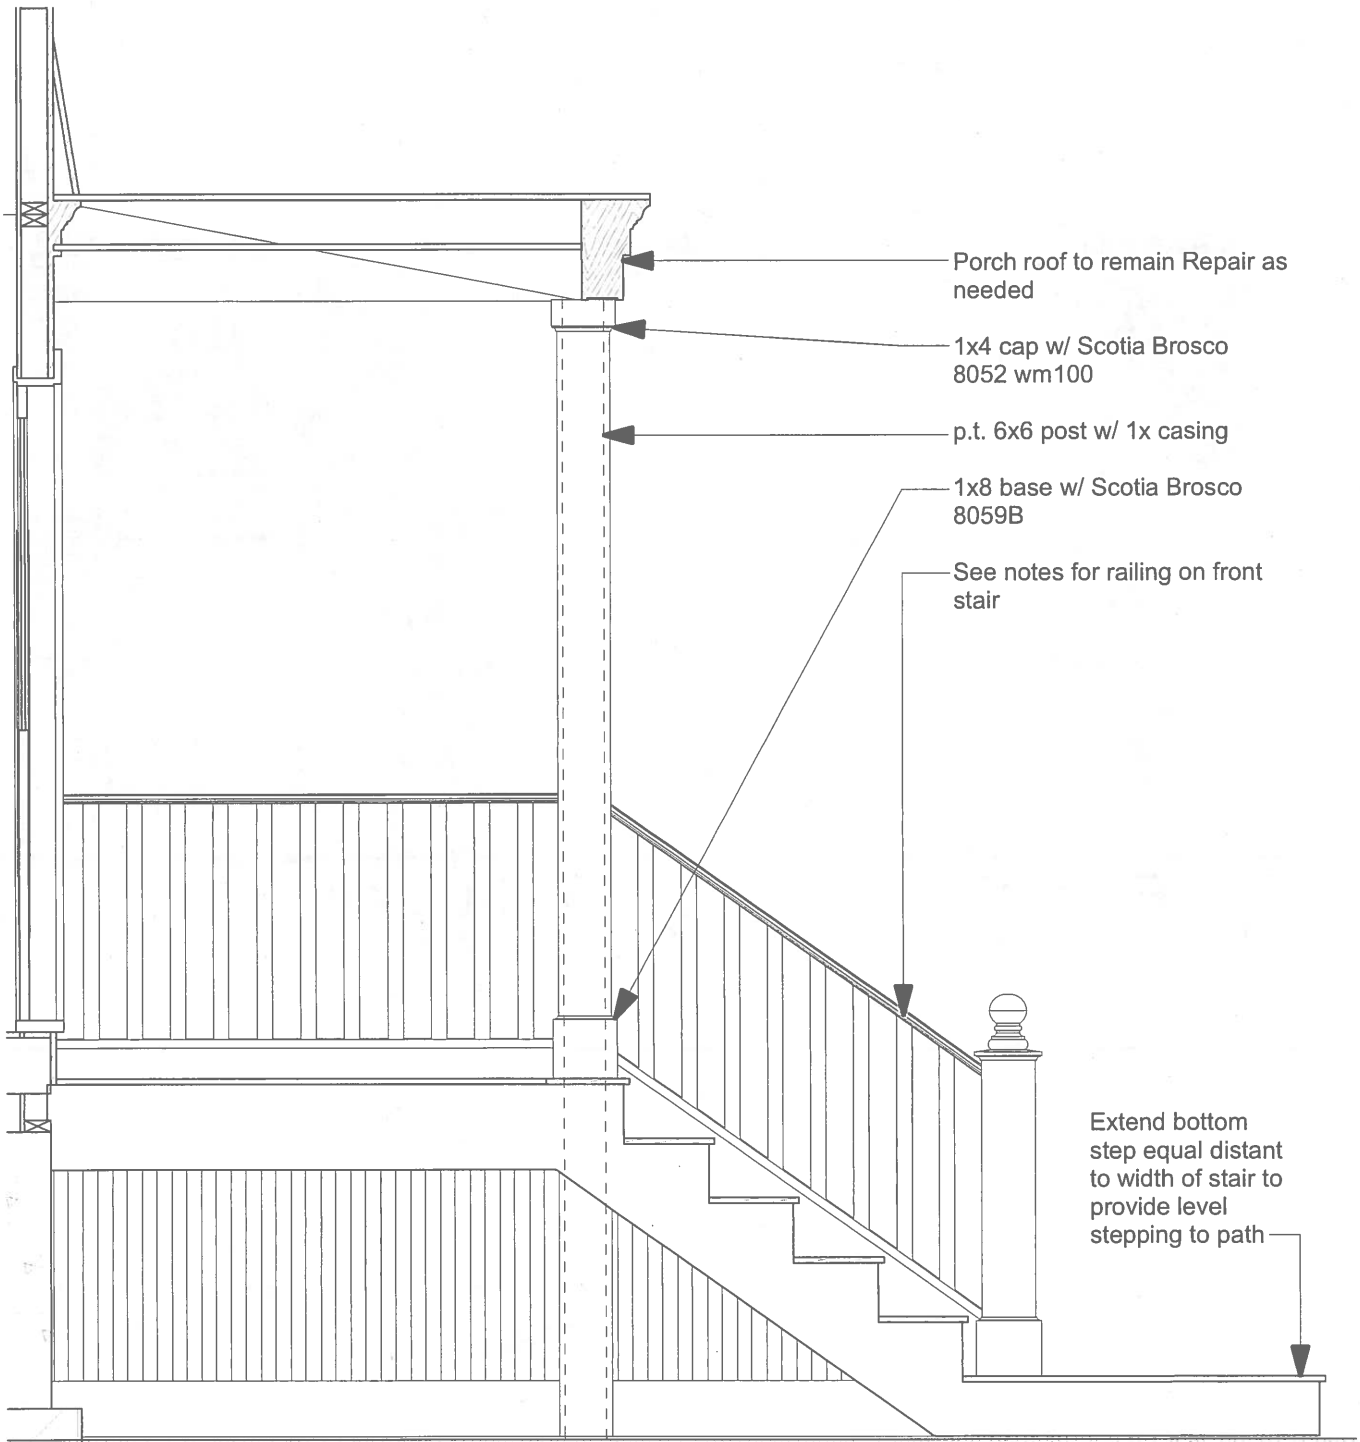 Porch roof to remain Repair as
needed
1x4 cap w/ Scotia Brosco
8052 wm100
p.t. 6x6 post w/ 1x casing
1x8 base w/ Scotia Brosco
8059B
See notes for railing on front
stair
Extend bottom
step equal distant
to width of stair to
provide level
stepping to path